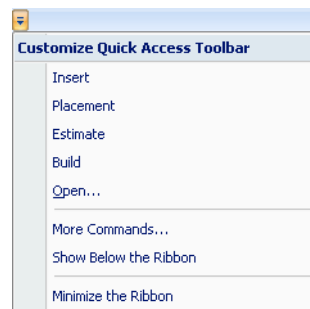 Customize Quick Access Toolbar
Insert
Placement
Estimate
Build
Open...
More Commands...
Show Below the Ribbon
Minimize the Ribbon